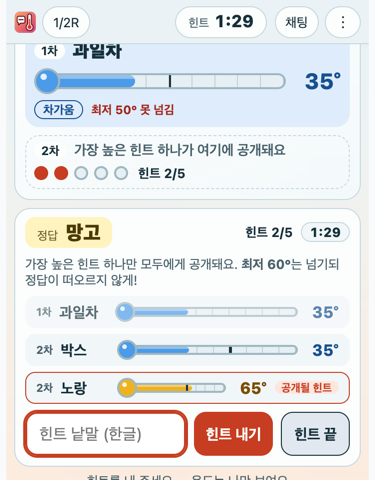 1/2R
힌트 1:29
채팅
1차 과일차
35°
차가움 최저 50° 못 넘김
2차 가장 높은 힌트 하나가 여기에 공개돼요
힌트 2/5
정답 망고
힌트 2/5 1:29
가장 높은 힌트 하나만 모두에게 공개돼요. 최저 60°는 넘기되
정답이 떠오르지 않게!
1차 과일차 35°
2차 박스 35°
2차 노랑 65° 공개될 힌트
힌트 낱말 (한글)
힌트 내기
힌트 끝